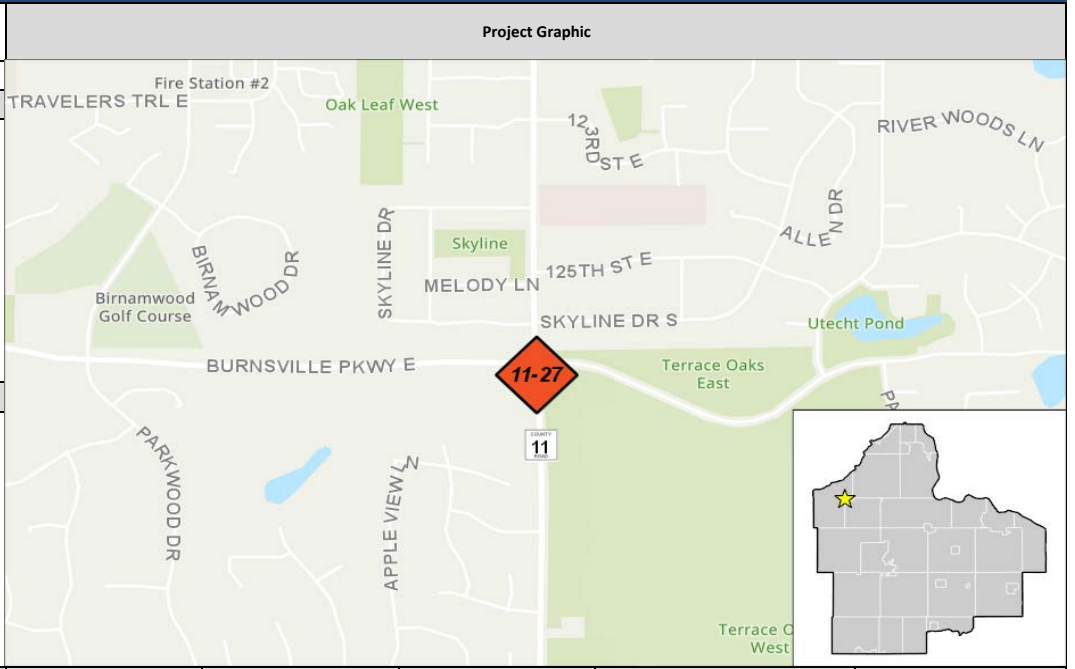 Project Graphic
Fire Station #2
TRAVELERS TRL E
Oak Leaf West
123RD ST E
RIVER WOODS LN
ALLEN DR
SKYLINE DR
Skyline
BIRNAMWOOD DR
MELODY LN
125TH ST E
Birnamwood
Golf Course
SKYLINE DR S
Utecht Pond
BURNSVILLE PKWY E
11-27
Terrace Oaks
East
PA
COUNTY
11
ROAD
PARKWOOD DR
APPLE VIEW LN
Terrace O
West